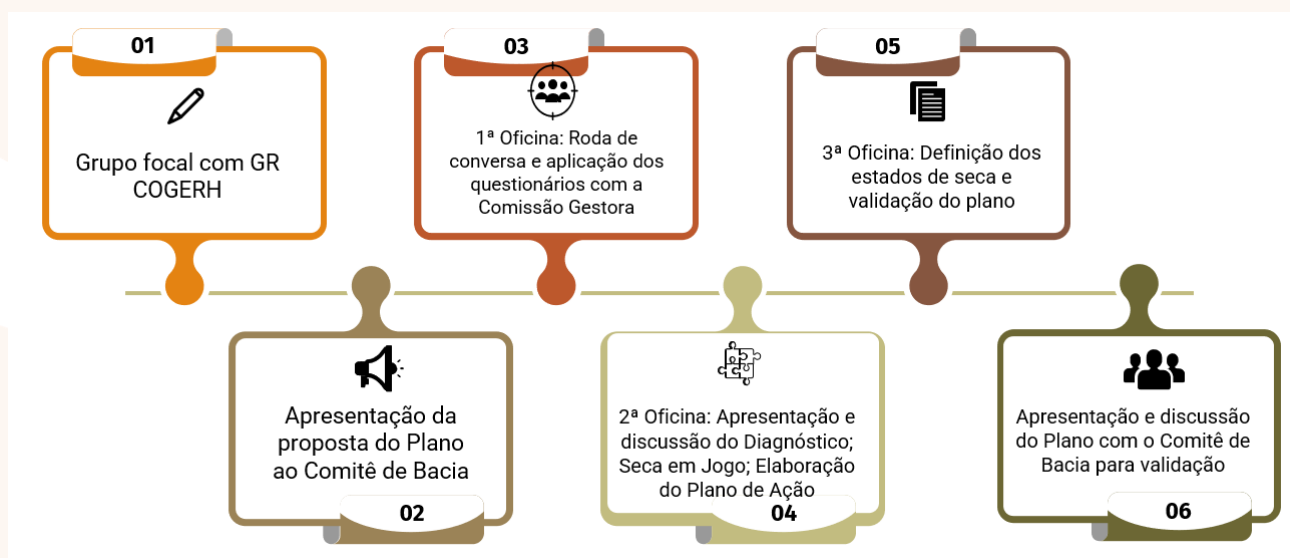 01
Grupo focal com GR
COGERH
02
Apresentação da
proposta do Plano
ao Comitê de Bacia
03
1ª Oficina: Roda de
conversa e aplicação dos
questionários com a
Comissão Gestora
04
2ª Oficina: Apresentação e
discussão do Diagnóstico;
Seca em Jogo; Elaboração
do Plano de Ação
05
3ª Oficina: Definição dos
estados de seca e
validação do plano
06
Apresentação e discussão
do Plano com o Comitê de
Bacia para validação